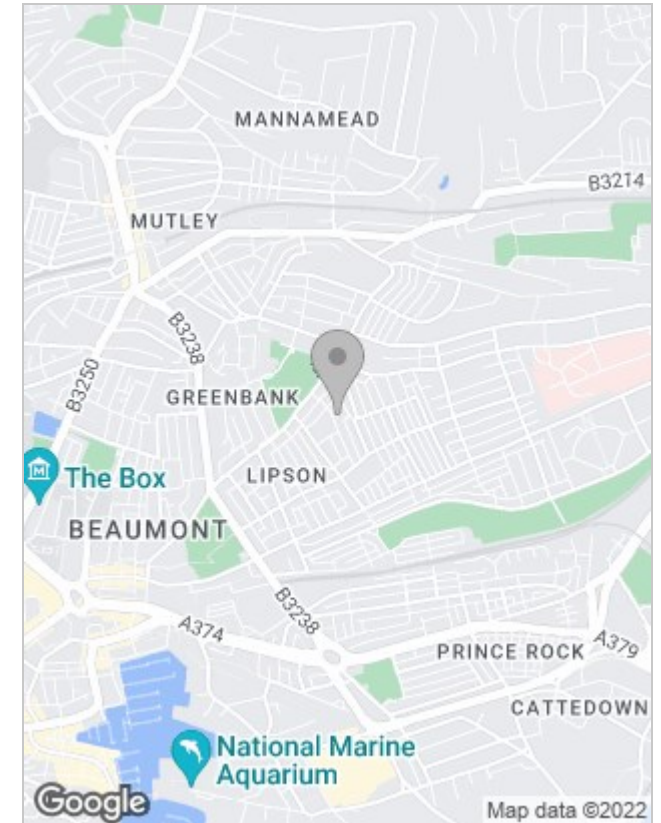 MANNAMEAD
B3214
MUTLEY
B3238
B3250
GREENBANK
The Box
LIPSON
BEAUMONT
B3238
A374
PRINCE ROCK
A379
CATTEDOWN
National Marine
Aquarium
Google
Map data ©2022